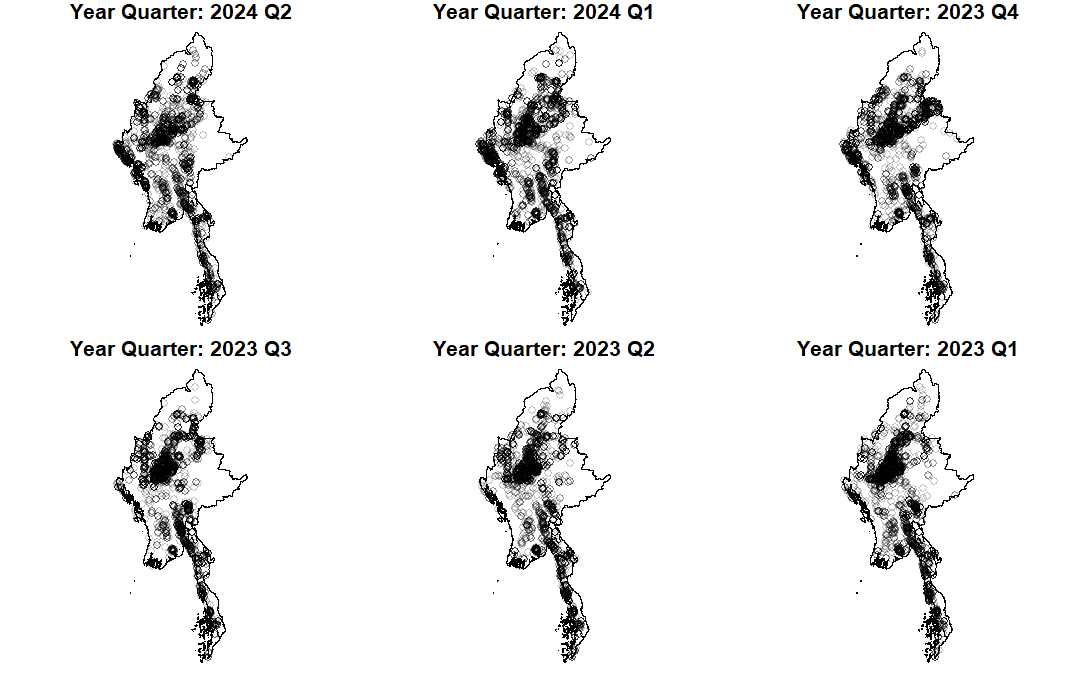 Year Quarter: 2024 Q2
Year Quarter: 2024 Q1
Year Quarter: 2023 Q4
Year Quarter: 2023 Q3
Year Quarter: 2023 Q2
Year Quarter: 2023 Q1